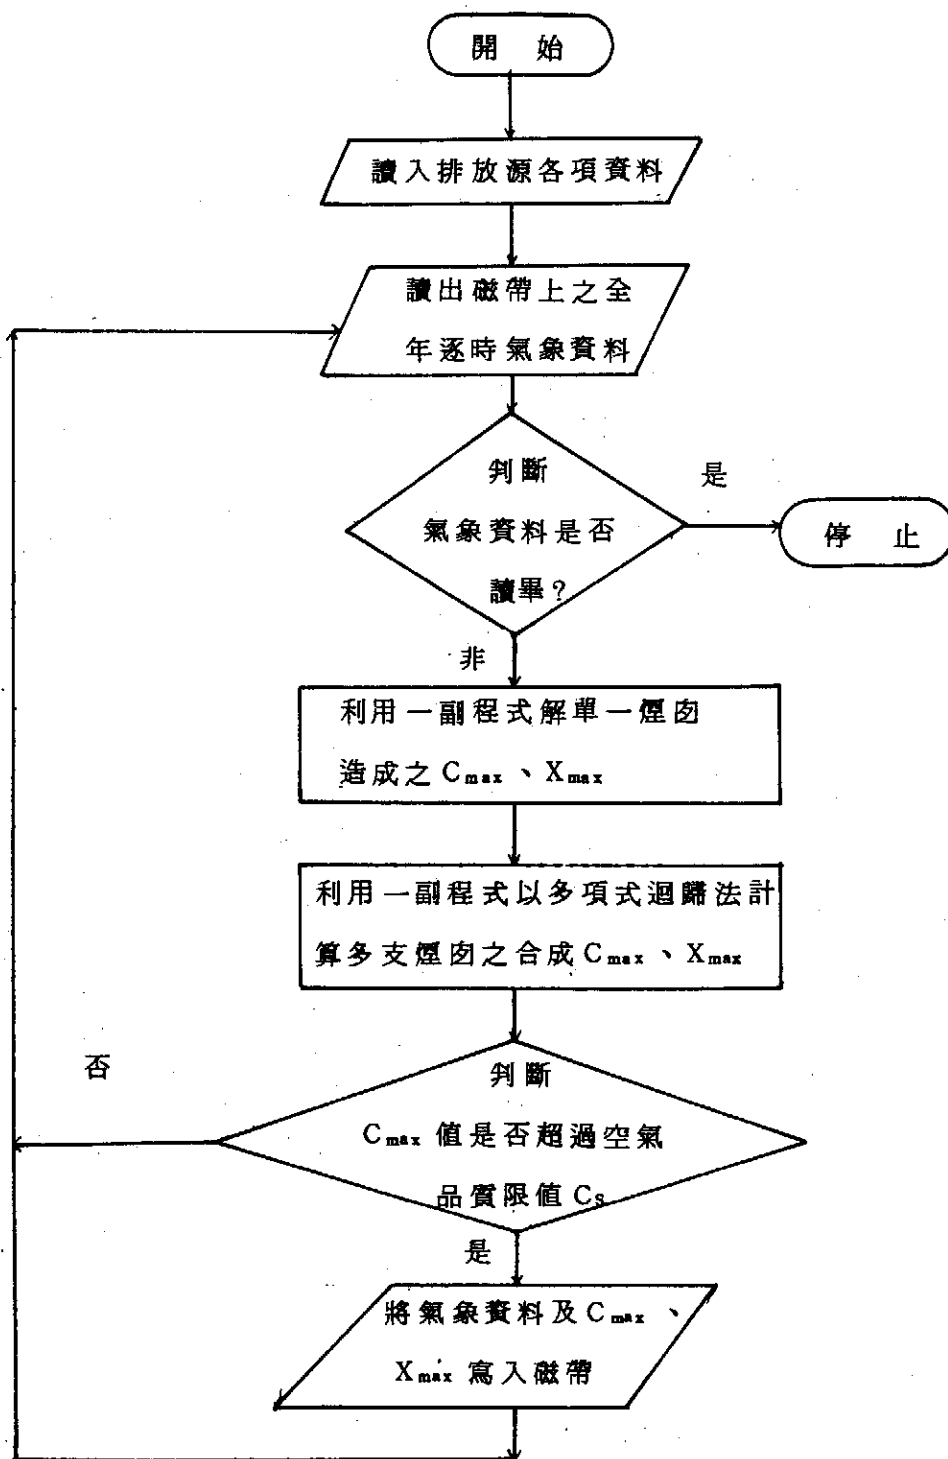 開 始
讀入排放源各項資料
讀出磁帶上之全
年逐時氣象資料
判斷
氣象資料是否
讀畢？
是
停 止
非
利用一副程式解單一煙囱
造成之 Cmax、Xmax
利用一副程式以多項式迴歸法計
算多支煙囱之合成 Cmax、Xmax
否
判斷
Cmax 值是否超過空氣
品質限值 Cs
是
將氣象資料及 Cmax、
Xmax 寫入磁帶